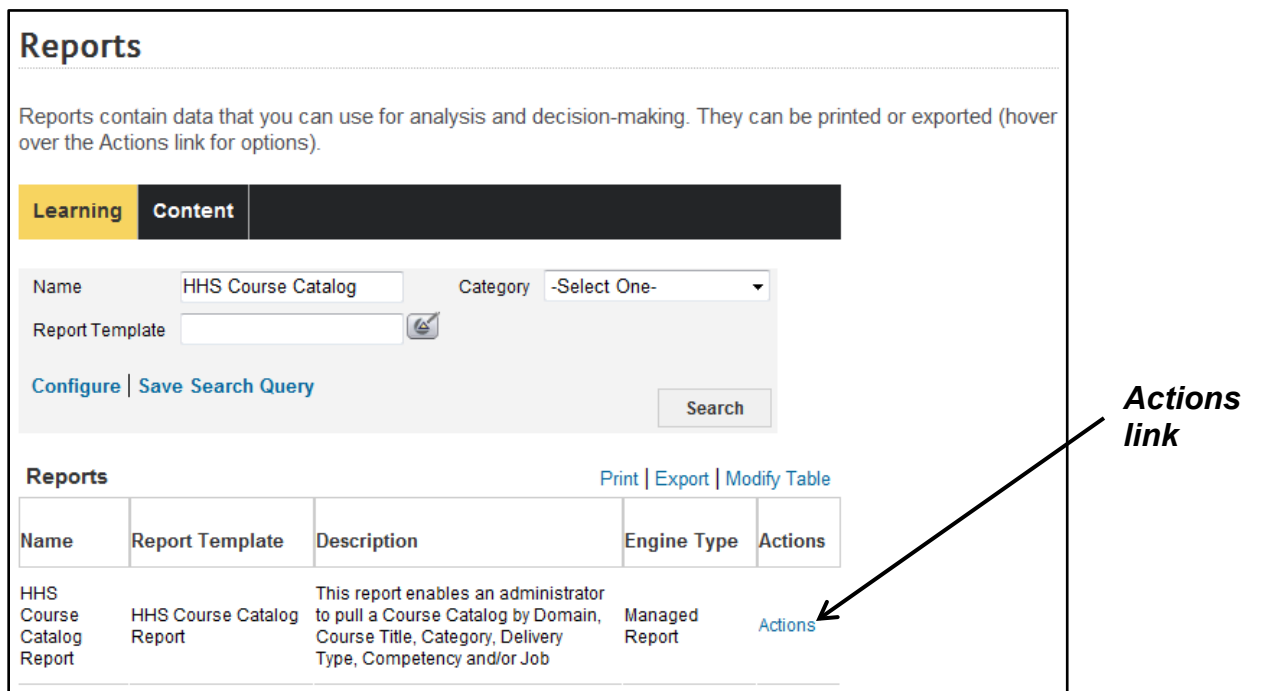 Reports
Reports contain data that you can use for analysis and decision-making. They can be printed or exported (hover
over the Actions link for options).
Learning Content
Name HHS Course Catalog Category -Select One-
Report Template
Configure | Save Search Query
Search
Actions
link
Reports Print | Export | Modify Table
Name Report Template Description Engine Type Actions
HHS
Course
Catalog
Report
HHS Course Catalog
Report
This report enables an administrator
to pull a Course Catalog by Domain,
Course Title, Category, Delivery
Type, Competency and/or Job
Managed
Report
Actions